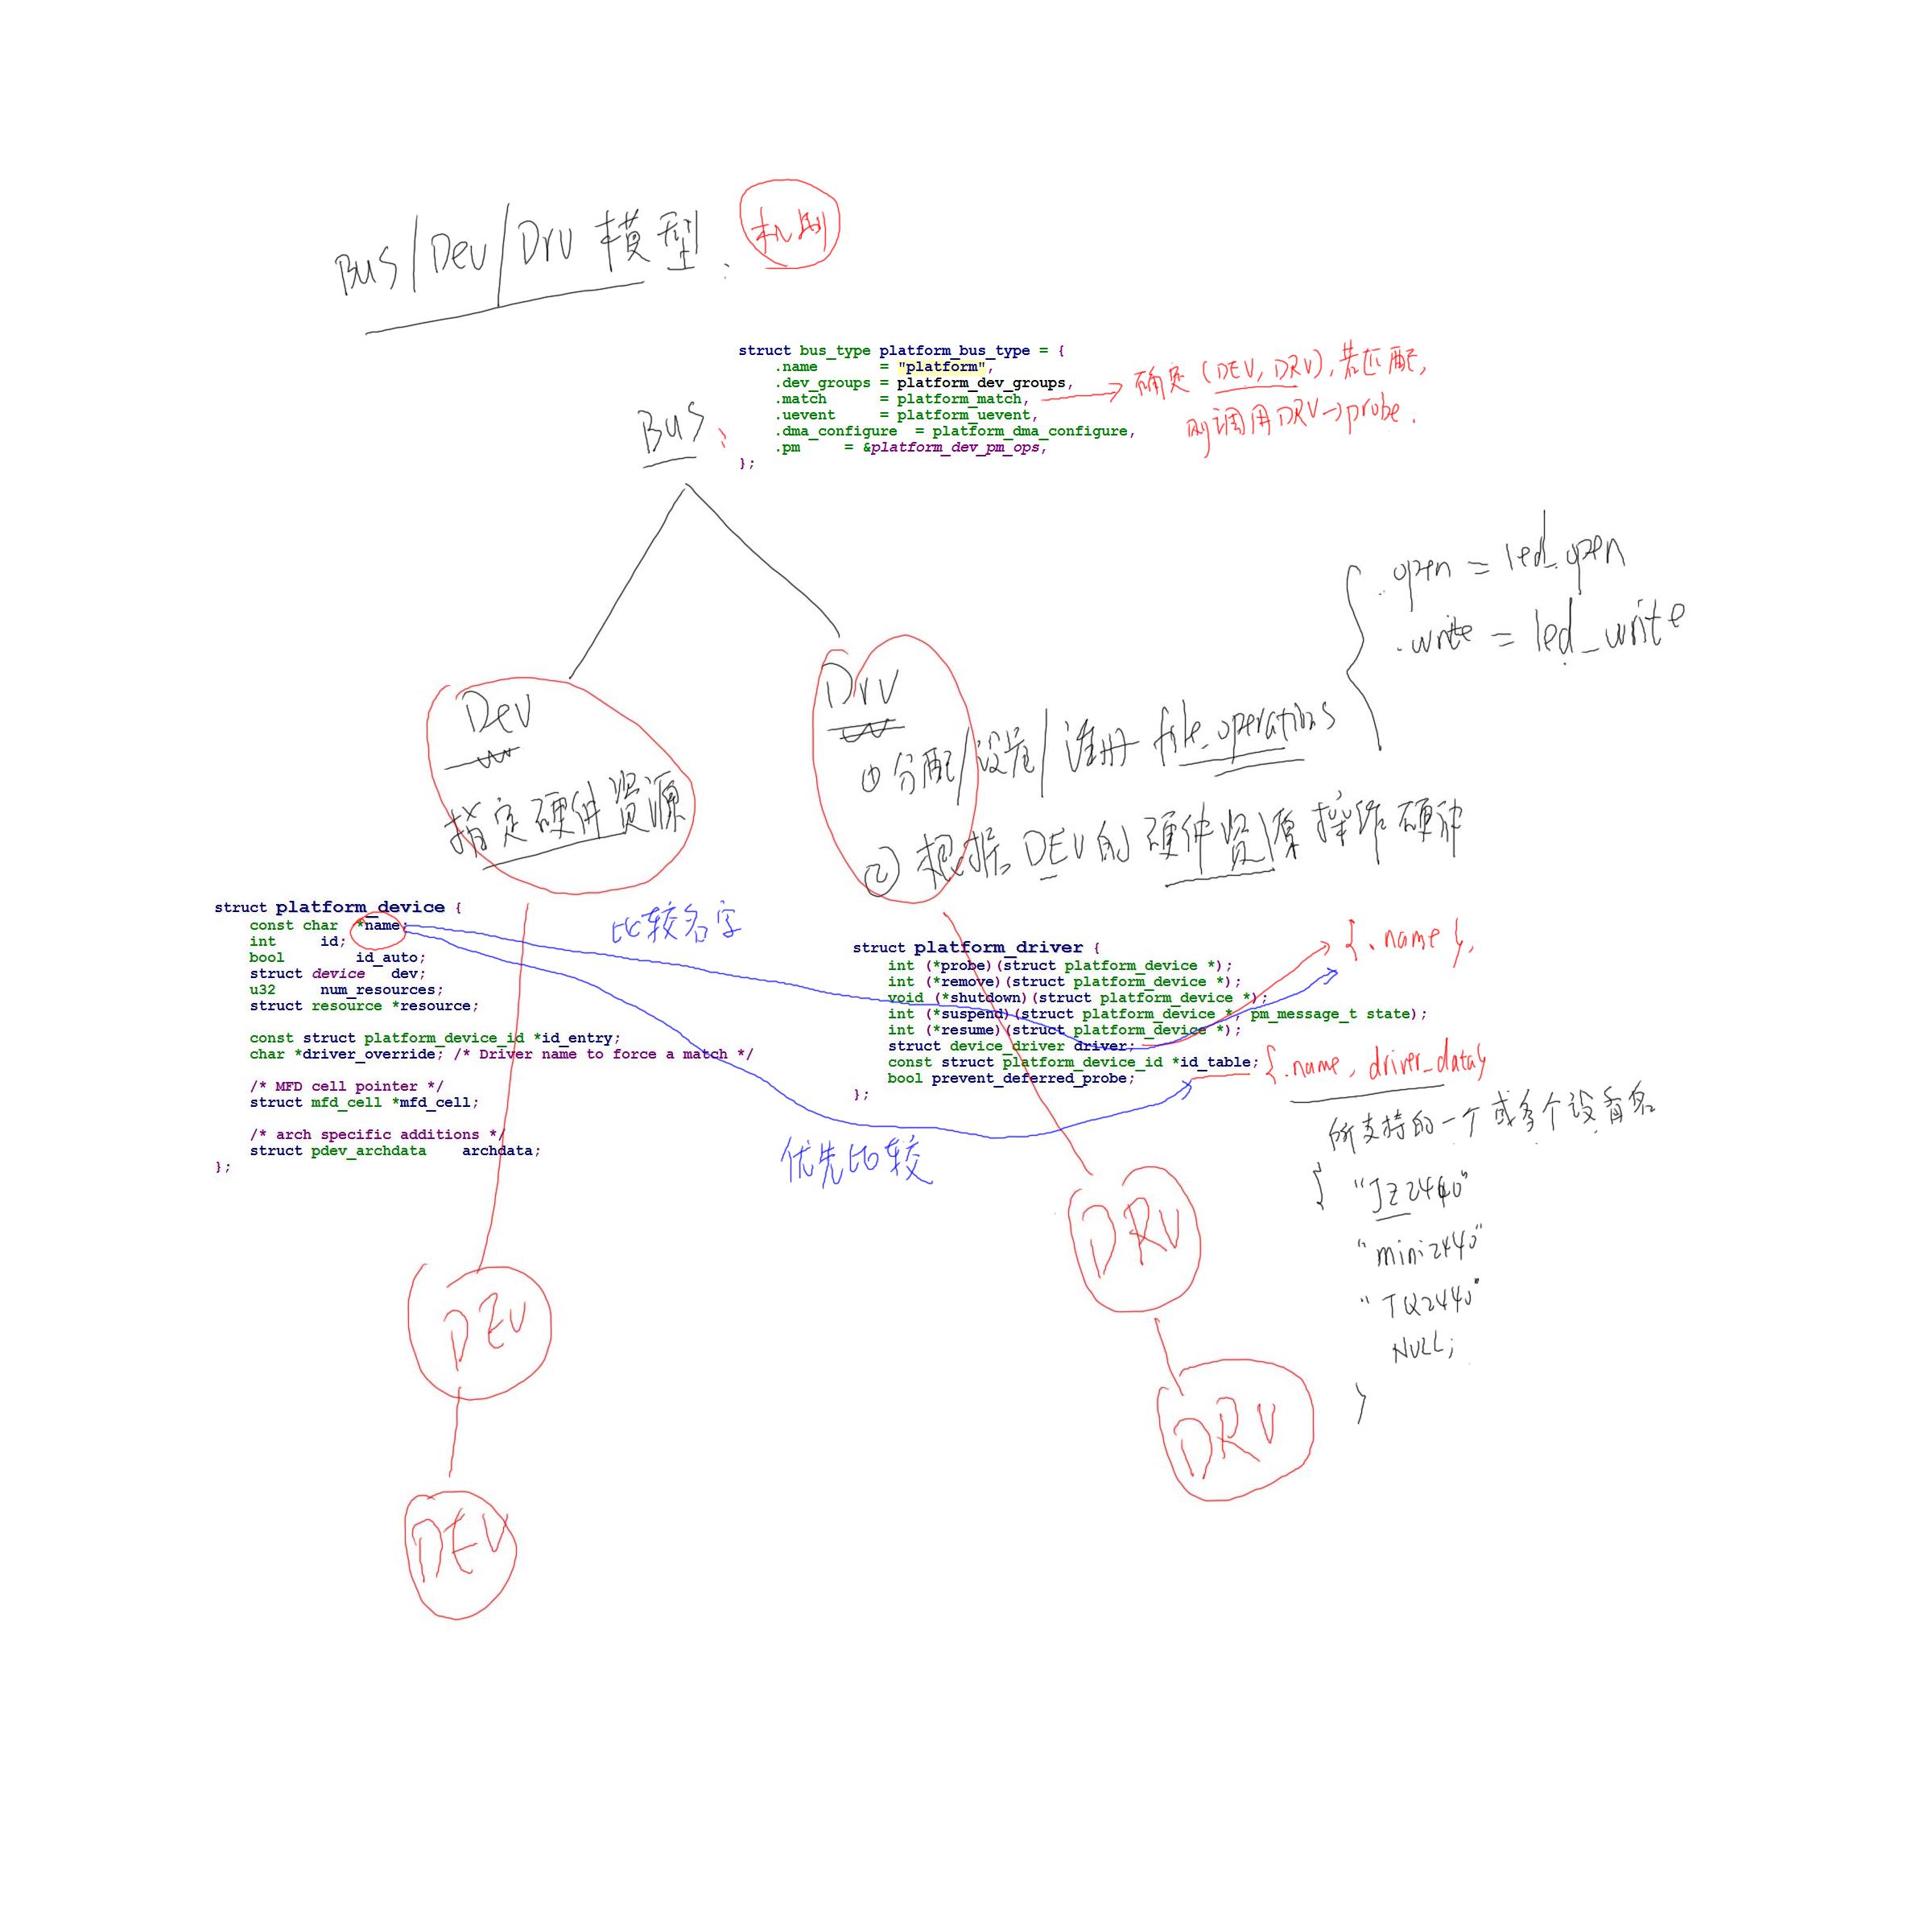 Bus/Dev/Drv 模型: 机制
struct bus_type platform_bus_type = {
.name = "platform",
.dev_groups = platform_dev_groups,
.match = platform_match,
.uevent = platform_uevent,
.dma_configure = platform_dma_configure,
.pm = &platform_dev_pm_ops,
};
确定(DEV, DRV),若匹配,
则调用DRV->probe.
Bus:
.open = led_open
.write = led_write
Dev
指定硬件资源
Drv
①分配/设置/注册 file_operations
②根据DEV的硬件资源操作硬件
struct platform_device {
const char *name;
int id;
bool id_auto;
struct device dev;
u32 num_resources;
struct resource *resource;
const struct platform_device_id *id_entry;
char *driver_override; /* Driver name to force a match */
/* MFD cell pointer */
struct mfd_cell *mfd_cell;
/* arch specific additions */
struct pdev_archdata archdata;
};
比较名字
struct platform_driver {
int (*probe)(struct platform_device *);
int (*remove)(struct platform_device *);
void (*shutdown)(struct platform_device *);
int (*suspend)(struct platform_device *, pm_message_t state);
int (*resume)(struct platform_device *);
struct device_driver driver;
const struct platform_device_id *id_table;
bool prevent_deferred_probe;
};
{.name},
{.name, driver_data}
优先比较
所支持的一个或多个设备名
{ "JZ2440"
"mini2440"
"TQ2440"
NULL;
}
DRV
DRV
DEV
DEV